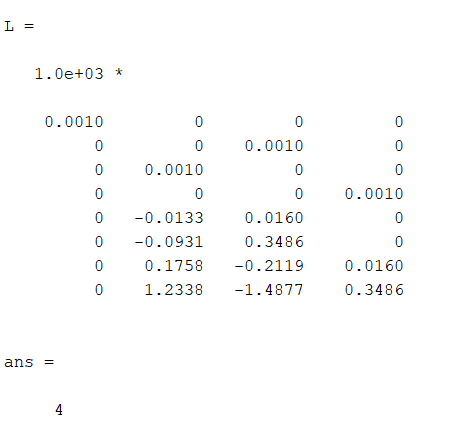 L =
1.0e+03 *
0.0010 0 0 0
0 0 0.0010 0
0 0.0010 0 0
0 0 0 0.0010
0 -0.0133 0.0160 0
0 -0.0931 0.3486 0
0 0.1758 -0.2119 0.0160
0 1.2338 -1.4877 0.3486
ans =
4